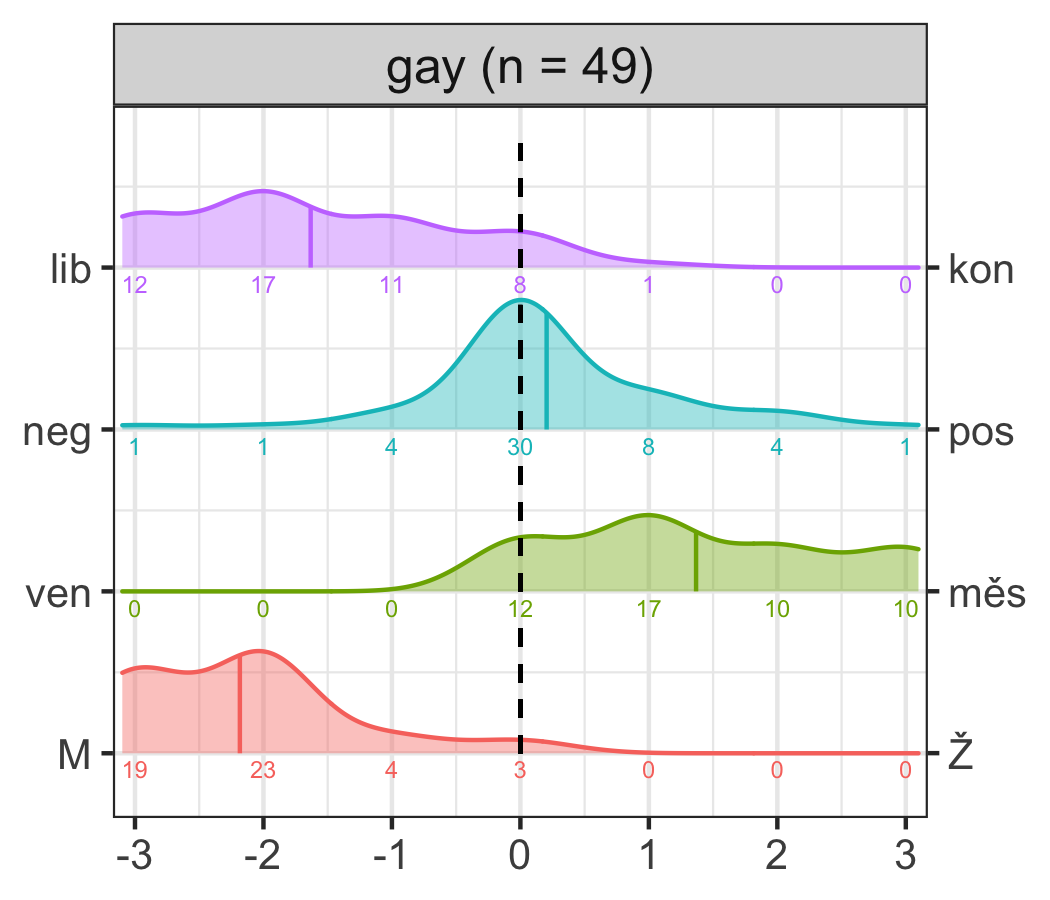 gay (n = 49)
lib kon
12 17 11 8 1 0 0
neg pos
1 1 4 30 8 4 1
ven měs
0 0 0 12 17 10 10
M Ž
19 23 4 3 0 0 0
-3 -2 -1 0 1 2 3